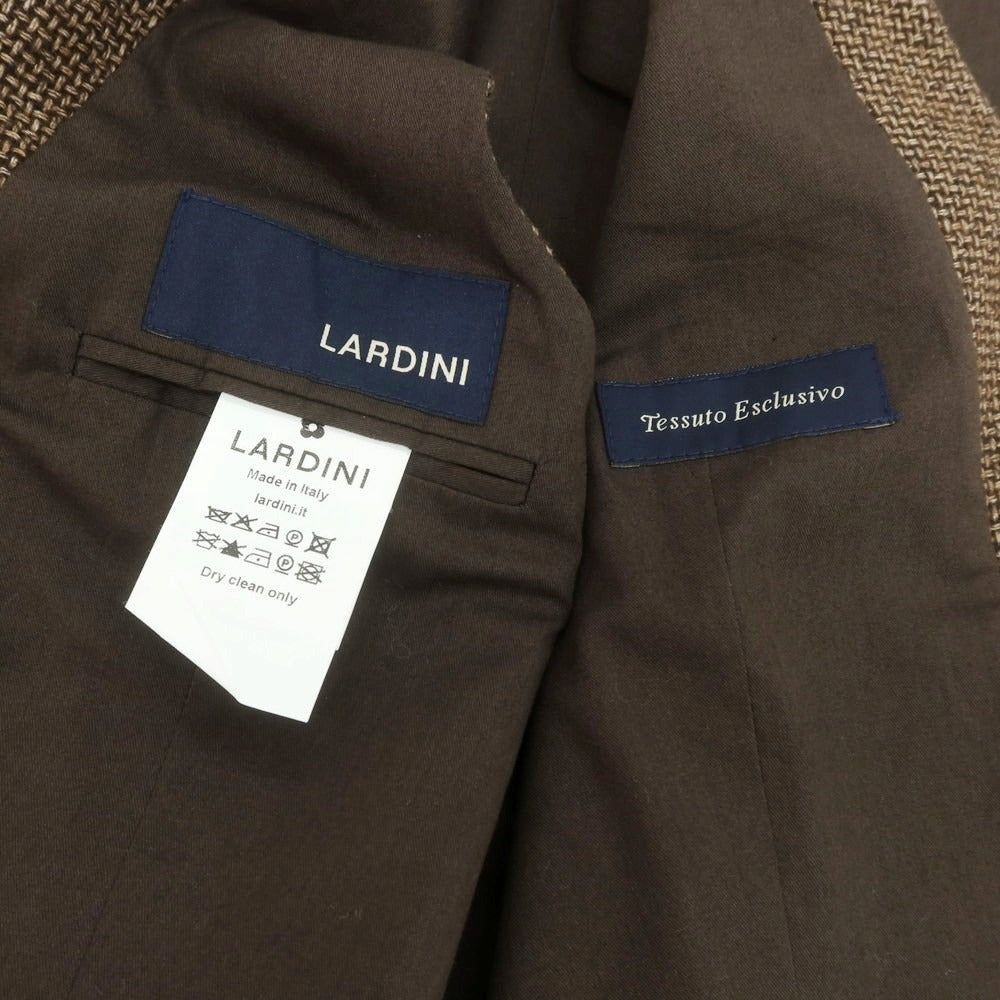 LARDINI
Tessuto Esclusivo
LARDINI
Made in Italy
lardini.it
P
P
Dry clean only